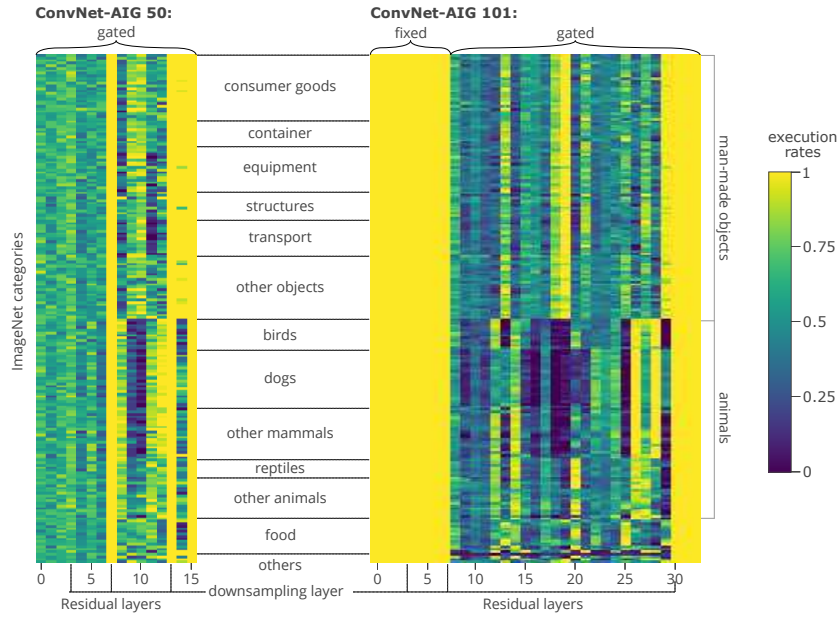 ConvNet-AIG 50:
ConvNet-AIG 101:
gated
fixed
gated
consumer goods
container
equipment
structures
transport
other objects
birds
dogs
other mammals
reptiles
other animals
food
others
ImageNet categories
man-made objects
animals
execution
rates
1
0.75
0.5
0.25
0
0 5 10 15
0 5 10 15 20 25 30
downsampling layer
Residual layers
Residual layers